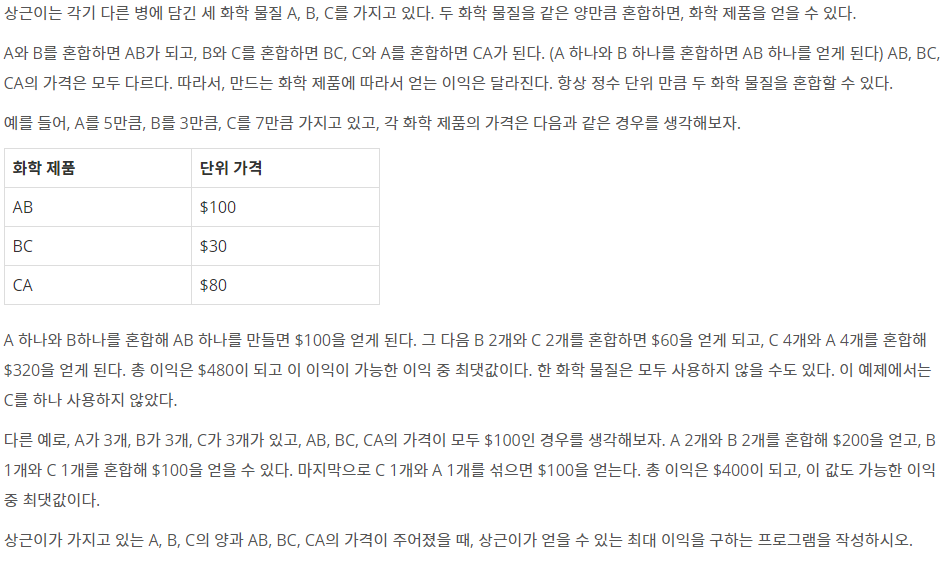 상근이는 각기 다른 병에 담긴 세 화학 물질 A, B, C를 가지고 있다. 두 화학 물질을 같은 양만큼 혼합하면, 화학 제품을 얻을 수 있다.
A와 B를 혼합하면 AB가 되고, B와 C를 혼합하면 BC, C와 A를 혼합하면 CA가 된다. (A 하나와 B 하나를 혼합하면 AB 하나를 얻게 된다) AB, BC,
CA의 가격은 모두 다르다. 따라서, 만드는 화학 제품에 따라서 얻는 이익은 달라진다. 항상 정수 단위 만큼 두 화학 물질을 혼합할 수 있다.
예를 들어, A를 5만큼, B를 3만큼, C를 7만큼 가지고 있고, 각 화학 제품의 가격은 다음과 같은 경우를 생각해보자.
화학 제품 단위 가격
AB $100
BC $30
CA $80
A 하나와 B하나를 혼합해 AB 하나를 만들면 $100을 얻게 된다. 그 다음 B 2개와 C 2개를 혼합하면 $60을 얻게 되고, C 4개와 A 4개를 혼합해
$320을 얻게 된다. 총 이익은 $480이 되고 이 이익이 가능한 이익 중 최댓값이다. 한 화학 물질은 모두 사용하지 않을 수도 있다. 이 예제에서는
C를 하나 사용하지 않았다.
다른 예로, A가 3개, B가 3개, C가 3개가 있고, AB, BC, CA의 가격이 모두 $100인 경우를 생각해보자. A 2개와 B 2개를 혼합해 $200을 얻고, B
1개와 C 1개를 혼합해 $100을 얻을 수 있다. 마지막으로 C 1개와 A 1개를 섞으면 $100을 얻는다. 총 이익은 $400이 되고, 이 값도 가능한 이익
중 최댓값이다.
상근이가 가지고 있는 A, B, C의 양과 AB, BC, CA의 가격이 주어졌을 때, 상근이가 얻을 수 있는 최대 이익을 구하는 프로그램을 작성하시오.